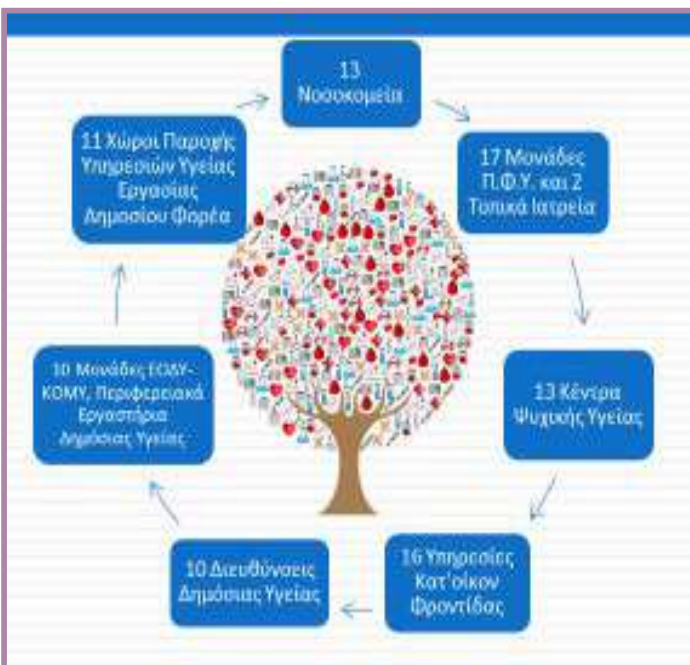 13
Νοσοκομεία
17 Μονάδες
Π.Φ.Υ. και 2
Τοπικά Ιατρεία
13 Κέντρα
Ψυχικής Υγείας
16 Υπηρεσίες
Κατ'οίκον
Φροντίδας
10 Διευθύνσεις
Δημόσιας Υγείας
10 Μονάδες ΕΟΔΥ-
ΚΟΜΥ, Περιφερειακά
Εργαστήρια
Δημόσιας Υγείας
11 Χώροι Παροχής
Υπηρεσιών Υγείας
Εργασίας
Δημοσίου Φορέα